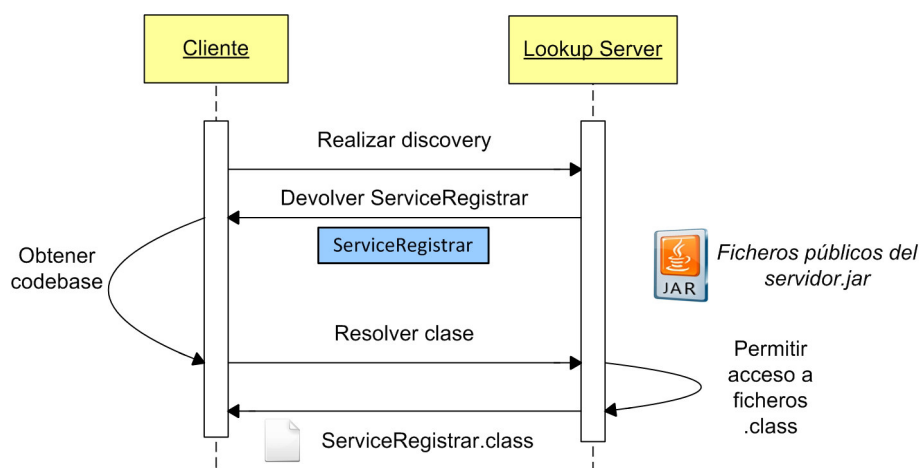 Cliente
Lookup Server
Realizar discovery
Devolver ServiceRegistrar
ServiceRegistrar
Obtener
codebase
JAR
Ficheros públicos del
servidor.jar
Resolver clase
Permitir
acceso a
ficheros
.class
ServiceRegistrar.class